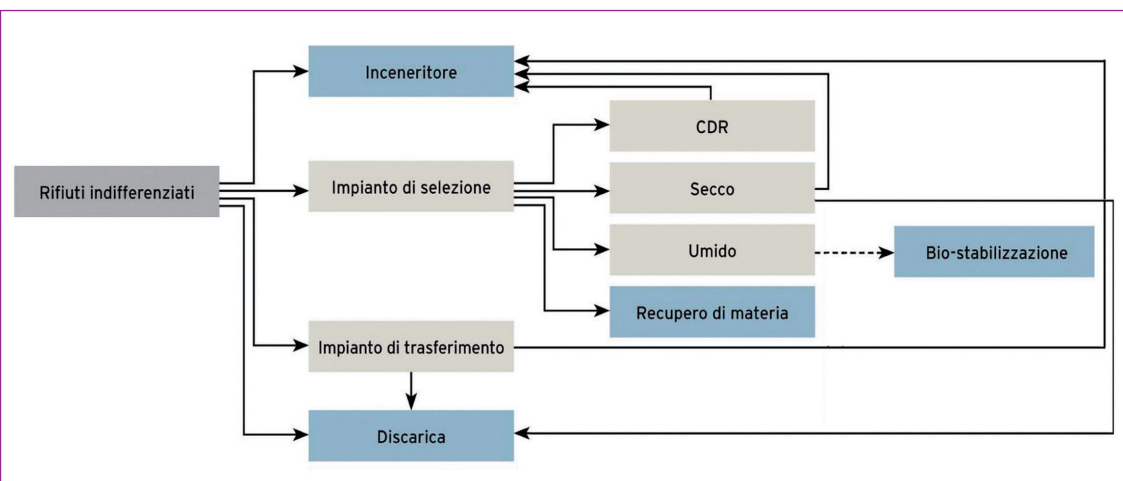 Inceneritore
CDR
Rifiuti indifferenziati
Impianto di selezione
Secco
Umido
Bio-stabilizzazione
Recupero di materia
Impianto di trasferimento
Discarica